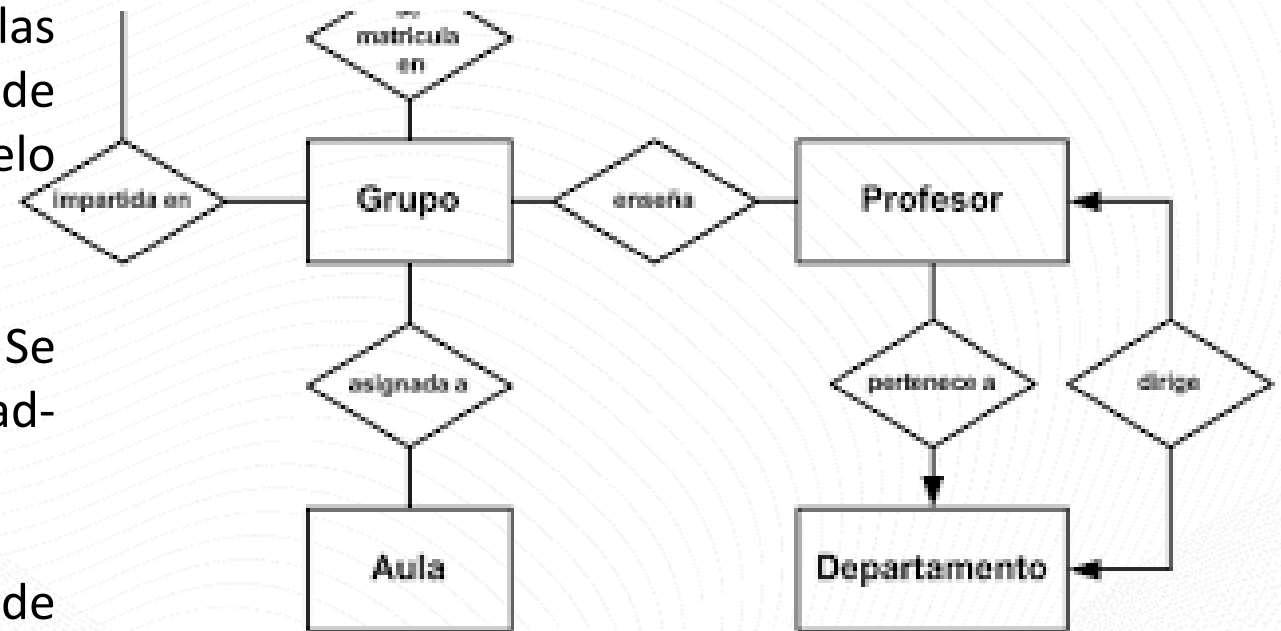 las
de
elo
Se
ad-
de
matricula
en
impartida en
Grupo
enseña
Profesor
asignada a
pertenece a
dirige
Aula
Departamento